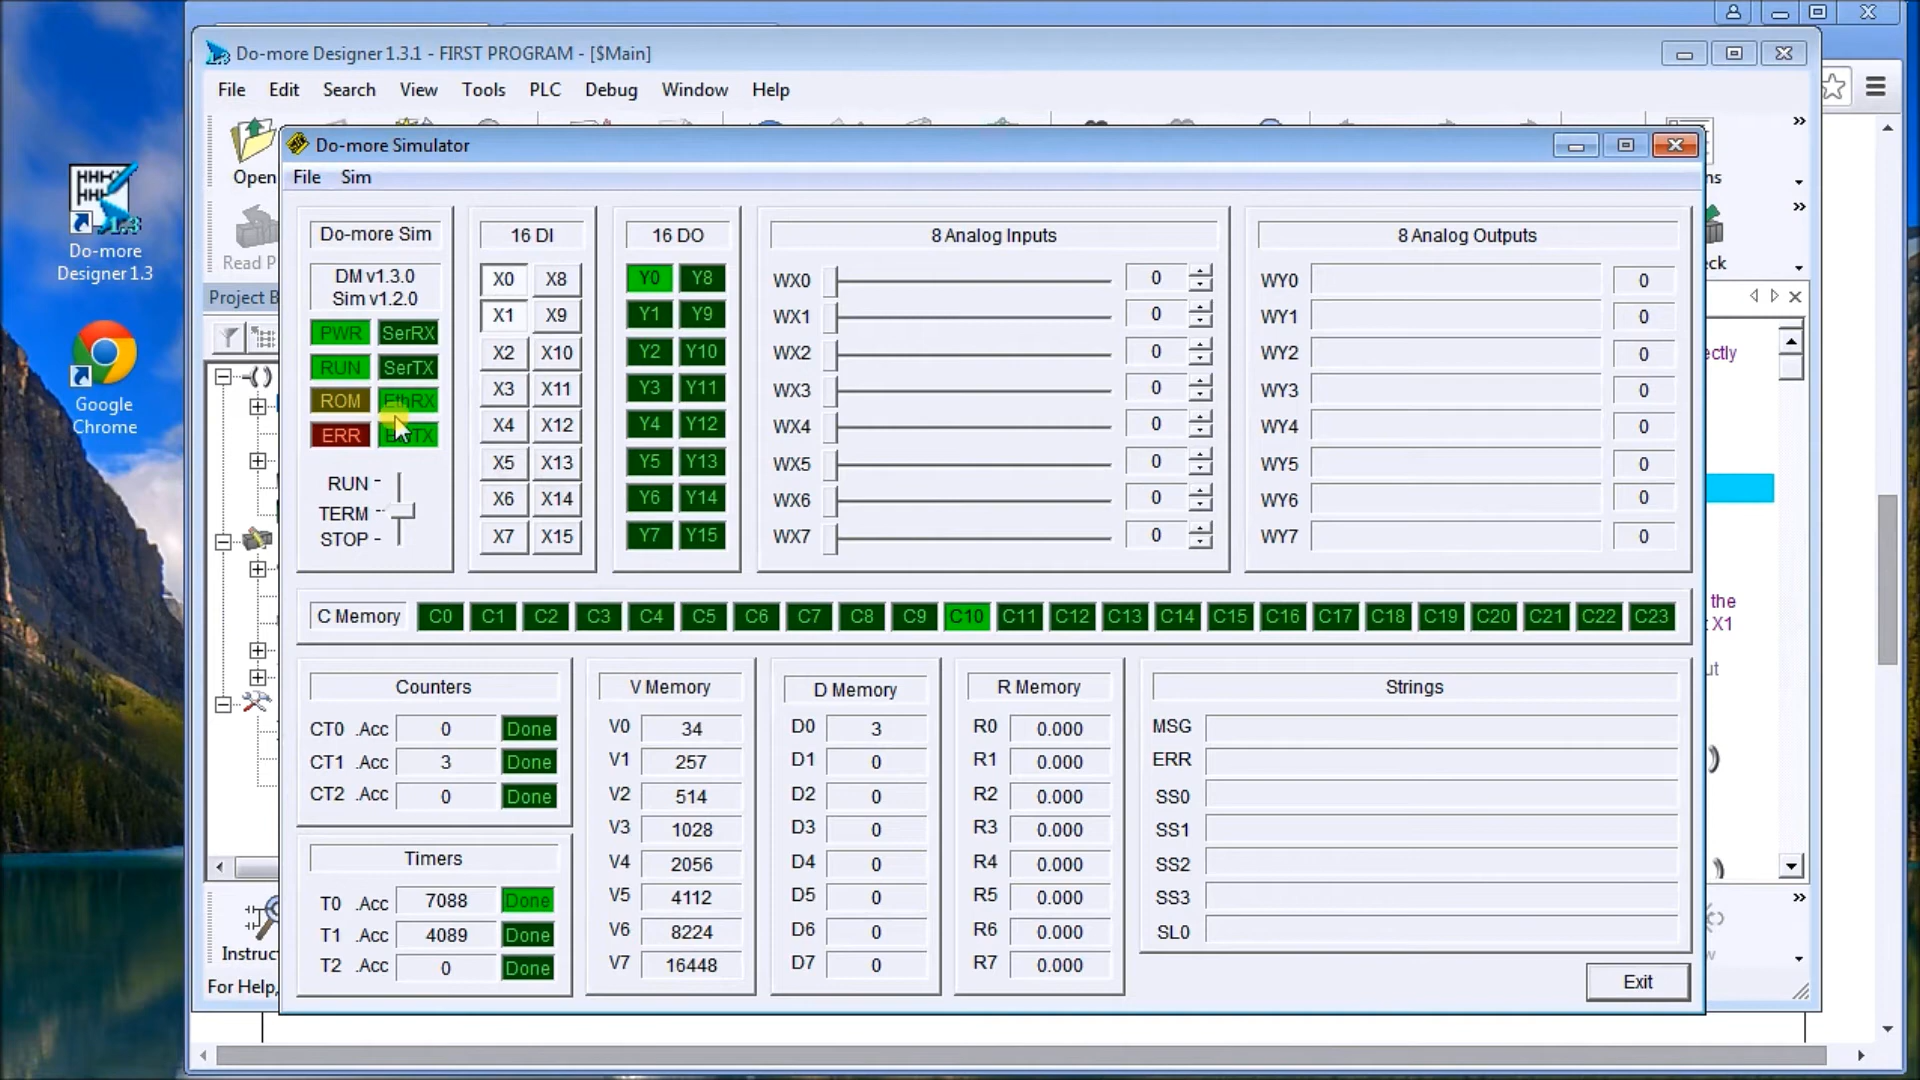 Do-more Designer 1.3.1 - FIRST PROGRAM - [$Main]
File Edit Search View Tools PLC Debug Window Help
Do-more Simulator
Open
File Sim
Do-more Sim
16 DI
16 DO
8 Analog Inputs
8 Analog Outputs
Read P
DM v1.3.0
Sim v1.2.0
Do-more
Designer 1.3
Project B
PWR SerRX
RUN SerTX
ROM EthRX
ERR
RUN
TERM
STOP
X0 X8
X1 X9
X2 X10
X3 X11
X4 X12
X5 X13
X6 X14
X7 X15
Y0 Y8
Y1 Y9
Y2 Y10
Y3 Y11
Y4 Y12
Y5 Y13
Y6 Y14
Y7 Y15
WX0 0
WX1 0
WX2 0
WX3 0
WX4 0
WX5 0
WX6 0
WX7 0
WY0 0
WY1 0
WY2 0
WY3 0
WY4 0
WY5 0
WY6 0
WY7 0
Google
Chrome
C Memory C0 C1 C2 C3 C4 C5 C6 C7 C8 C9 C10 C11 C12 C13 C14 C15 C16 C17 C18 C19 C20 C21 C22 C23
the
X1
Counters
CT0 .Acc 0 Done
CT1 .Acc 3 Done
CT2 .Acc 0 Done
Timers
T0 .Acc 7088 Done
T1 .Acc 4089 Done
T2 .Acc 0 Done
V Memory
V0 34
V1 257
V2 514
V3 1028
V4 2056
V5 4112
V6 8224
V7 16448
D Memory
D0 3
D1 0
D2 0
D3 0
D4 0
D5 0
D6 0
D7 0
R Memory
R0 0.000
R1 0.000
R2 0.000
R3 0.000
R4 0.000
R5 0.000
R6 0.000
R7 0.000
Strings
MSG
ERR
SS0
SS1
SS2
SS3
SL0
Instruc
For Help,
Exit